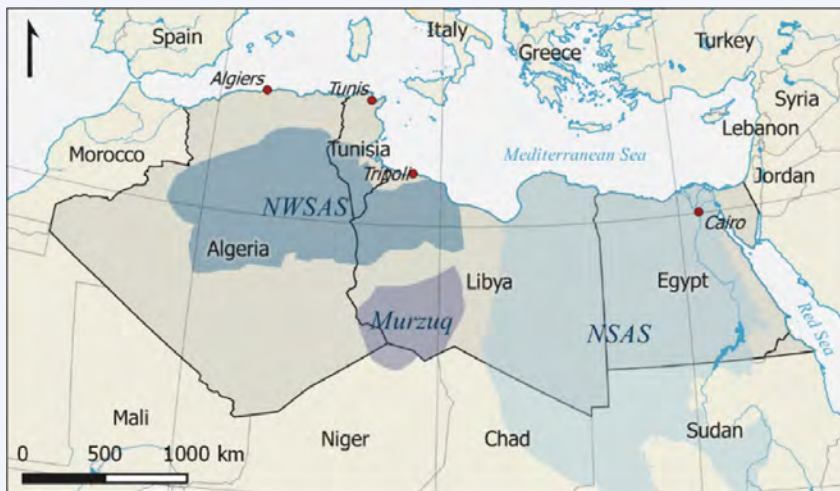 Spain
Italy
Greece
Turkey
Algiers
Tunis
Syria
Lebanon
Morocco
Tunisia
Mediterranean Sea
Jordan
Tripoli
NWSAS
Cairo
Algeria
Libya
Egypt
Murzuq
NSAS
Red Sea
Mali
Niger
Chad
Sudan
0 500 1000 km